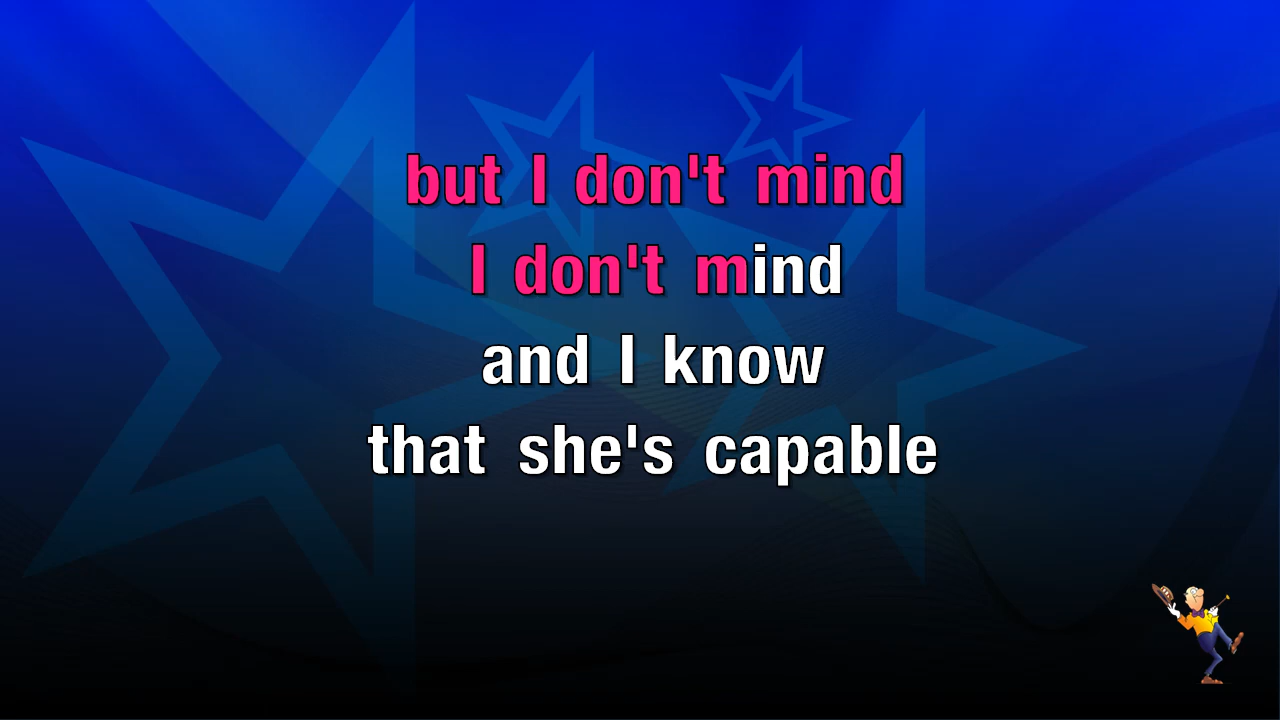 but I don't mind
I don't mind
and I know
that she's capable